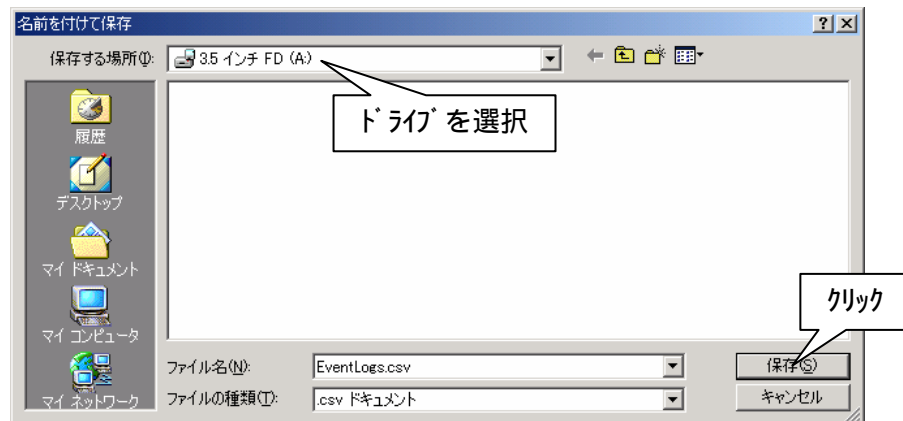 名前を付けて保存
保存する場所(I):
3.5 インチ FD (A:)
ドライブを選択
履歴
デスクトップ
マイ ドキュメント
マイ コンピュータ
マイ ネットワーク
クリック
ファイル名(N):
EventLogs.csv
保存(S)
ファイルの種類(T):
.csv ドキュメント
キャンセル